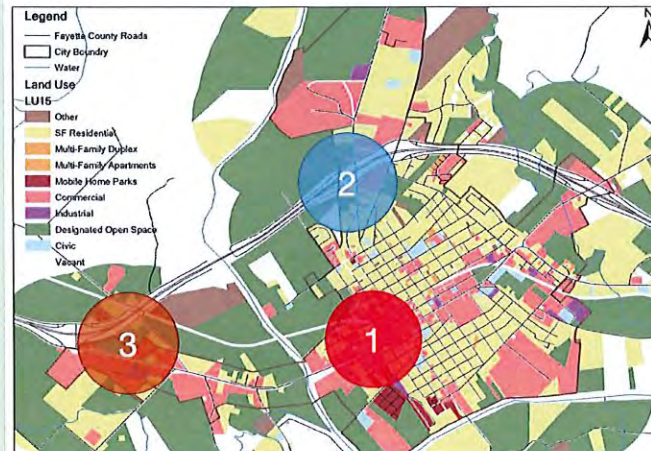 Legend
Fayette County Roads
City Boundry
Water
Land Use
LU15
Other
SF Residential
Multi-Family Duplex
Multi-Family Apartments
Mobile Home Parks
Commercial
Industrial
Designated Open Space
Civic
Vacant
N
2
3
1